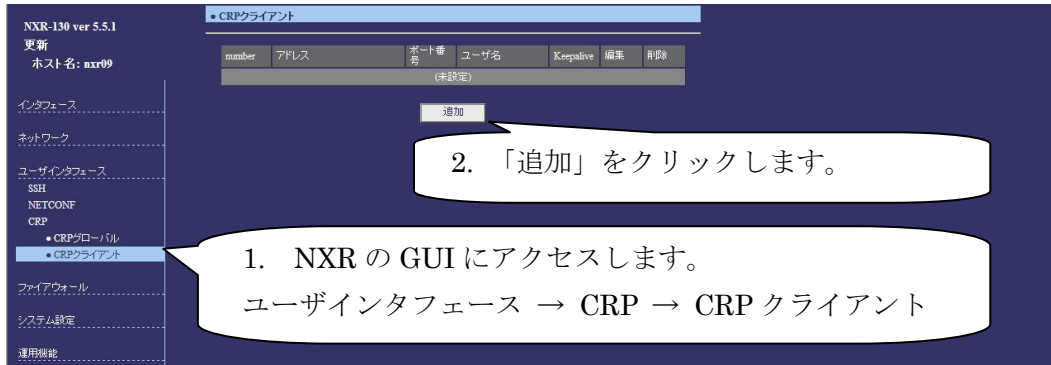 NXR-130 ver 5.5.1
更新
ホスト名: nxr09
インタフェース
ネットワーク
ユーザインタフェース
SSH
NETCONF
CRP
● CRPグローバル
● CRPクライアント
ファイアウォール
システム設定
運用機能
● CRPクライアント
number アドレス ポート番号 ユーザ名 Keepalive 編集 削除
(未設定)
追加
2. 「追加」をクリックします。
1. NXR の GUI にアクセスします。
ユーザインタフェース → CRP → CRP クライアント